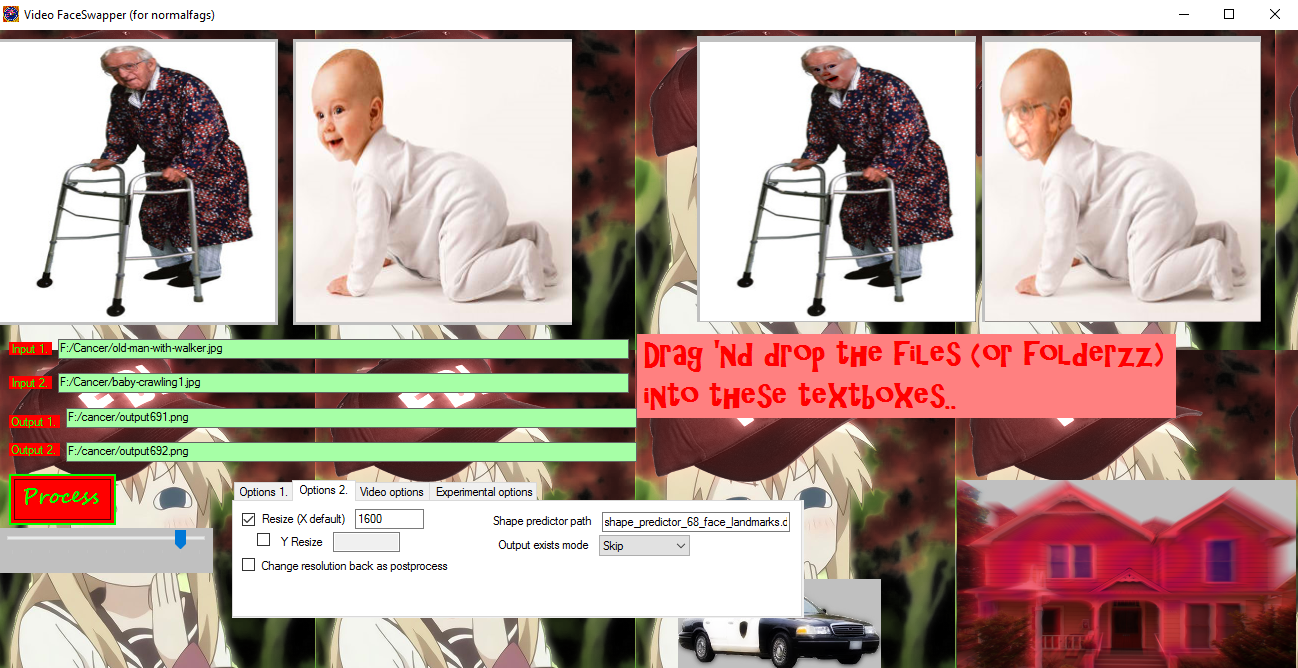 Video FaceSwapper (for normalfags)
Input 1.
F:/Cancer/old-man-with-walker.jpg
Input 2.
F:/Cancer/baby-crawling1.jpg
Output 1.
F:/cancer/output691.png
Output 2.
F:/cancer/output692.png
Drag 'Nd drop the Files (or Folderzz)
into these textboxes..
Process
Options 1.
Options 2.
Video options
Experimental options
Resize (X default)
1600
Y Resize
Change resolution back as postprocess
Shape predictor path
shape_predictor_68_face_landmarks.d
Output exists mode
Skip